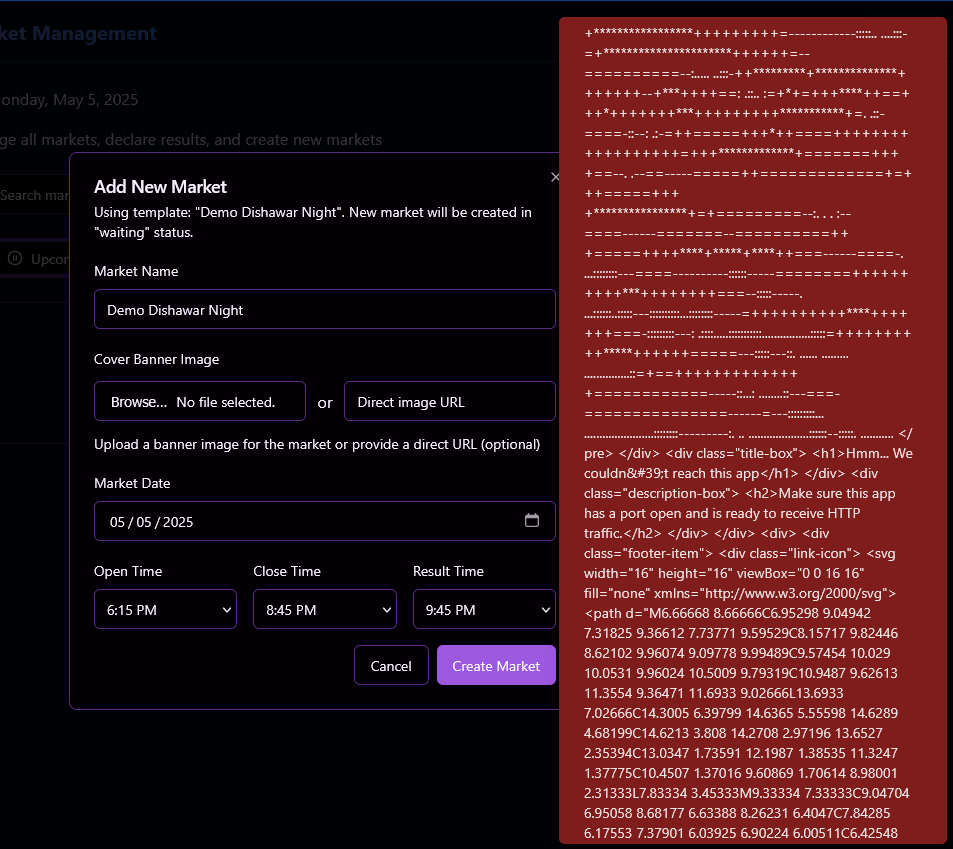 ket Management
onday, May 5, 2025
ge all markets, declare results, and create new markets
Search mar
Upcon
Add New Market
Using template: "Demo Dishawar Night". New market will be created in
"waiting" status.
Market Name
Demo Dishawar Night
Cover Banner Image
Browse... No file selected.
or
Direct image URL
Upload a banner image for the market or provide a direct URL (optional)
Market Date
05 / 05 / 2025
Open Time
Close Time
Result Time
6:15 PM
8:45 PM
9:45 PM
Cancel
Create Market
</
pre> </div> <div class="title-box"> <h1>Hmm... We
couldn&#39;t reach this app</h1> </div> <div
class="description-box"> <h2>Make sure this app
has a port open and is ready to receive HTTP
traffic.</h2> </div> </div> <div> <div
class="footer-item"> <div class="link-icon"> <svg
width="16" height="16" viewBox="0 0 16 16"
fill="none" xmlns="http://www.w3.org/2000/svg">
<path d="M6.66668 8.66666C6.95298 9.04942
7.31825 9.36612 7.73771 9.59529C8.15717 9.82446
8.62102 9.96074 9.09778 9.99489C9.57454 10.029
10.0531 9.96024 10.5009 9.79319C10.9487 9.62613
11.3554 9.36471 11.6933 9.02666L13.6933
7.02666C14.3005 6.39799 14.6365 5.55598 14.6289
4.68199C14.6213 3.808 14.2708 2.97196 13.6527
2.35394C13.0347 1.73591 12.1987 1.38535 11.3247
1.37775C10.4507 1.37016 9.60869 1.70614 8.98001
2.31333L7.83334 3.45333M9.33334 7.33333C9.04704
6.95058 8.68177 6.63388 8.26231 6.4047C7.84285
6.17553 7.37901 6.03925 6.90224 6.00511C6.42548